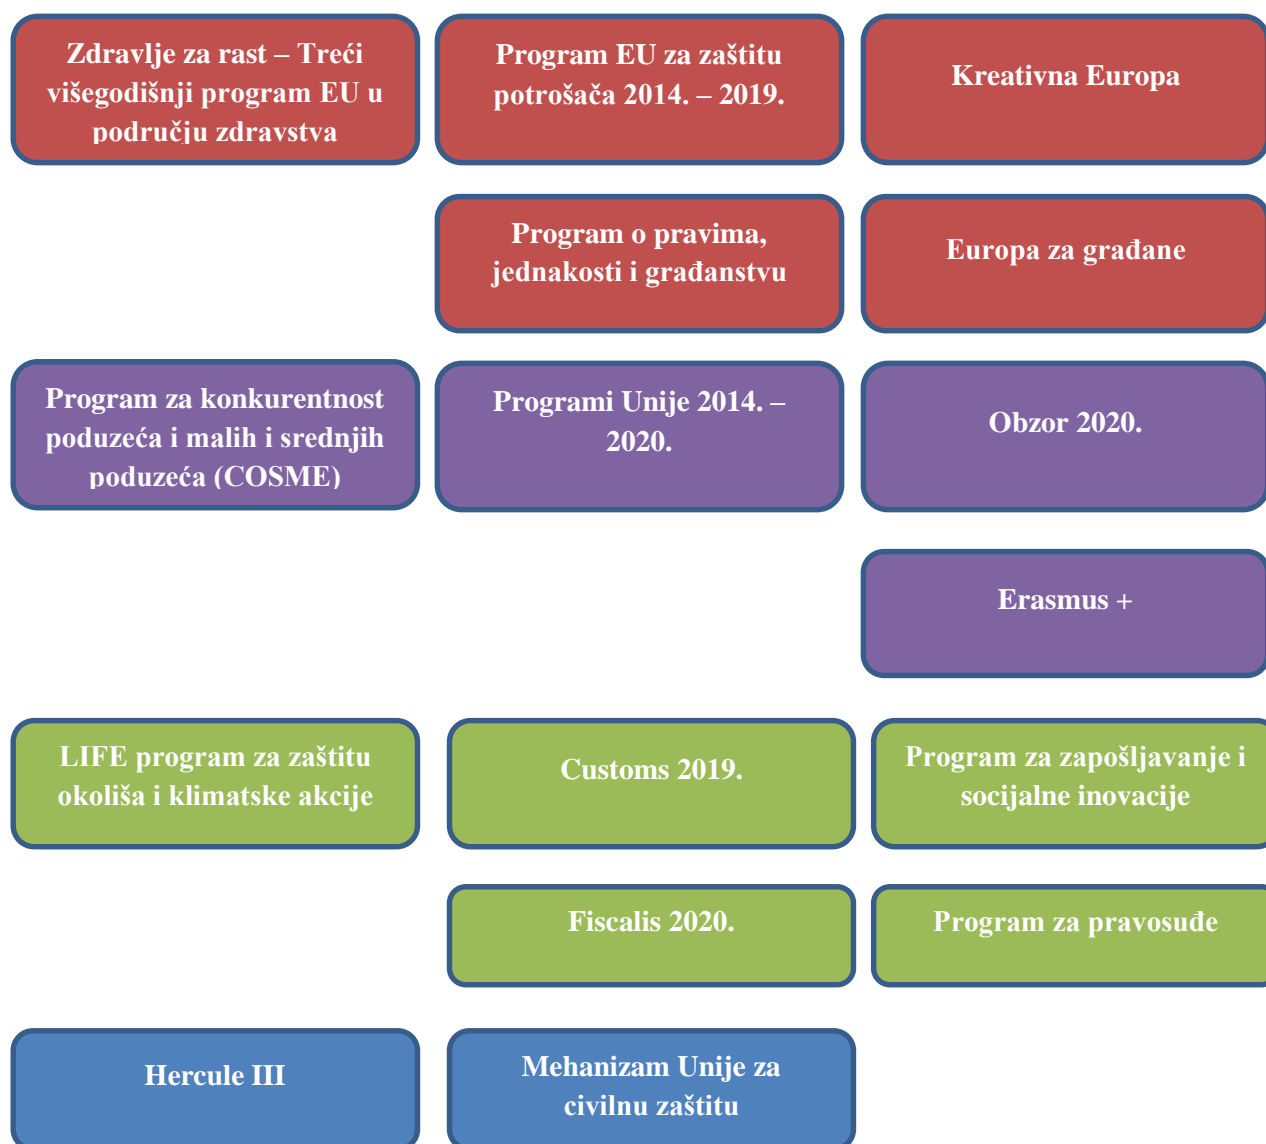 Zdravlje za rast – Treći
višegodišnji program EU u
području zdravstva
Program EU za zaštitu
potrošača 2014. – 2019.
Kreativna Europa
Program o pravima,
jednakosti i građanstvu
Europa za građane
Program za konkurentnost
poduzeća i malih i srednjih
poduzeća (COSME)
Programi Unije 2014. –
2020.
Obzor 2020.
Erasmus +
LIFE program za zaštitu
okoliša i klimatske akcije
Customs 2019.
Program za zapošljavanje i
socijalne inovacije
Fiscalis 2020.
Program za pravosuđe
Hercule III
Mehanizam Unije za
civilnu zaštitu